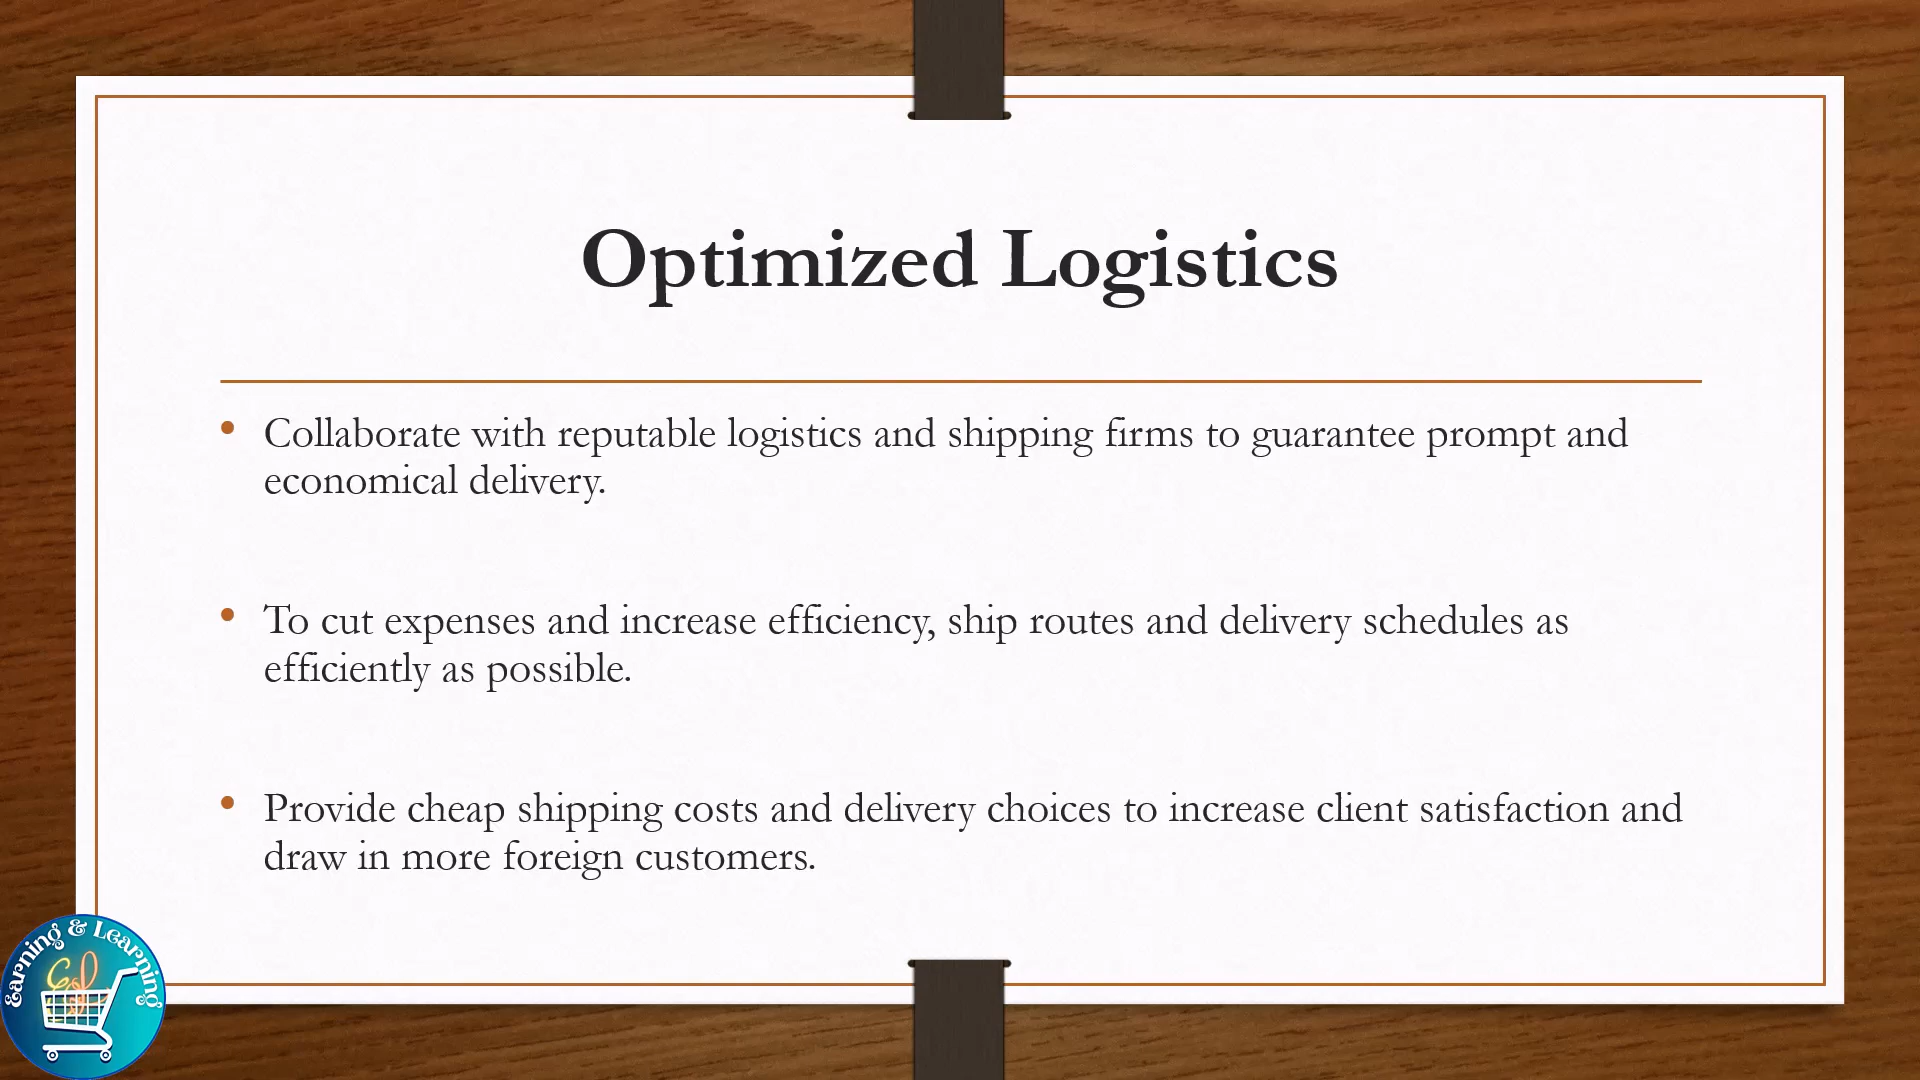 Optimized Logistics
• Collaborate with reputable logistics and shipping firms to guarantee prompt and
economical delivery.
• To cut expenses and increase efficiency, ship routes and delivery schedules as
efficiently as possible.
• Provide cheap shipping costs and delivery choices to increase client satisfaction and
draw in more foreign customers.
Earning & Learning